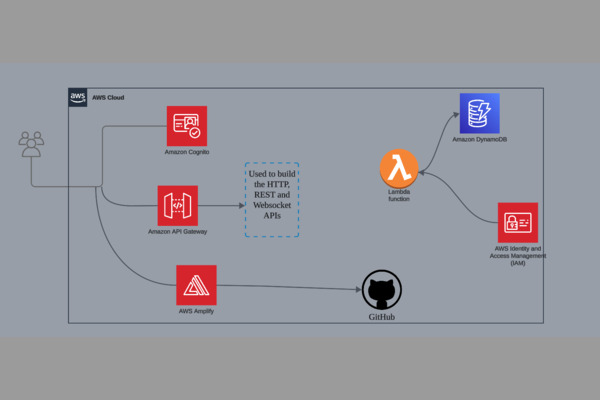 aws
AWS Cloud
Amazon Cognito
Amazon DynamoDB
Used to build
the HTTP,
REST and
Websocket
APIs
Lambda
function
Amazon API Gateway
AWS Identity and
Access Management
(IAM)
AWS Amplify
GitHub